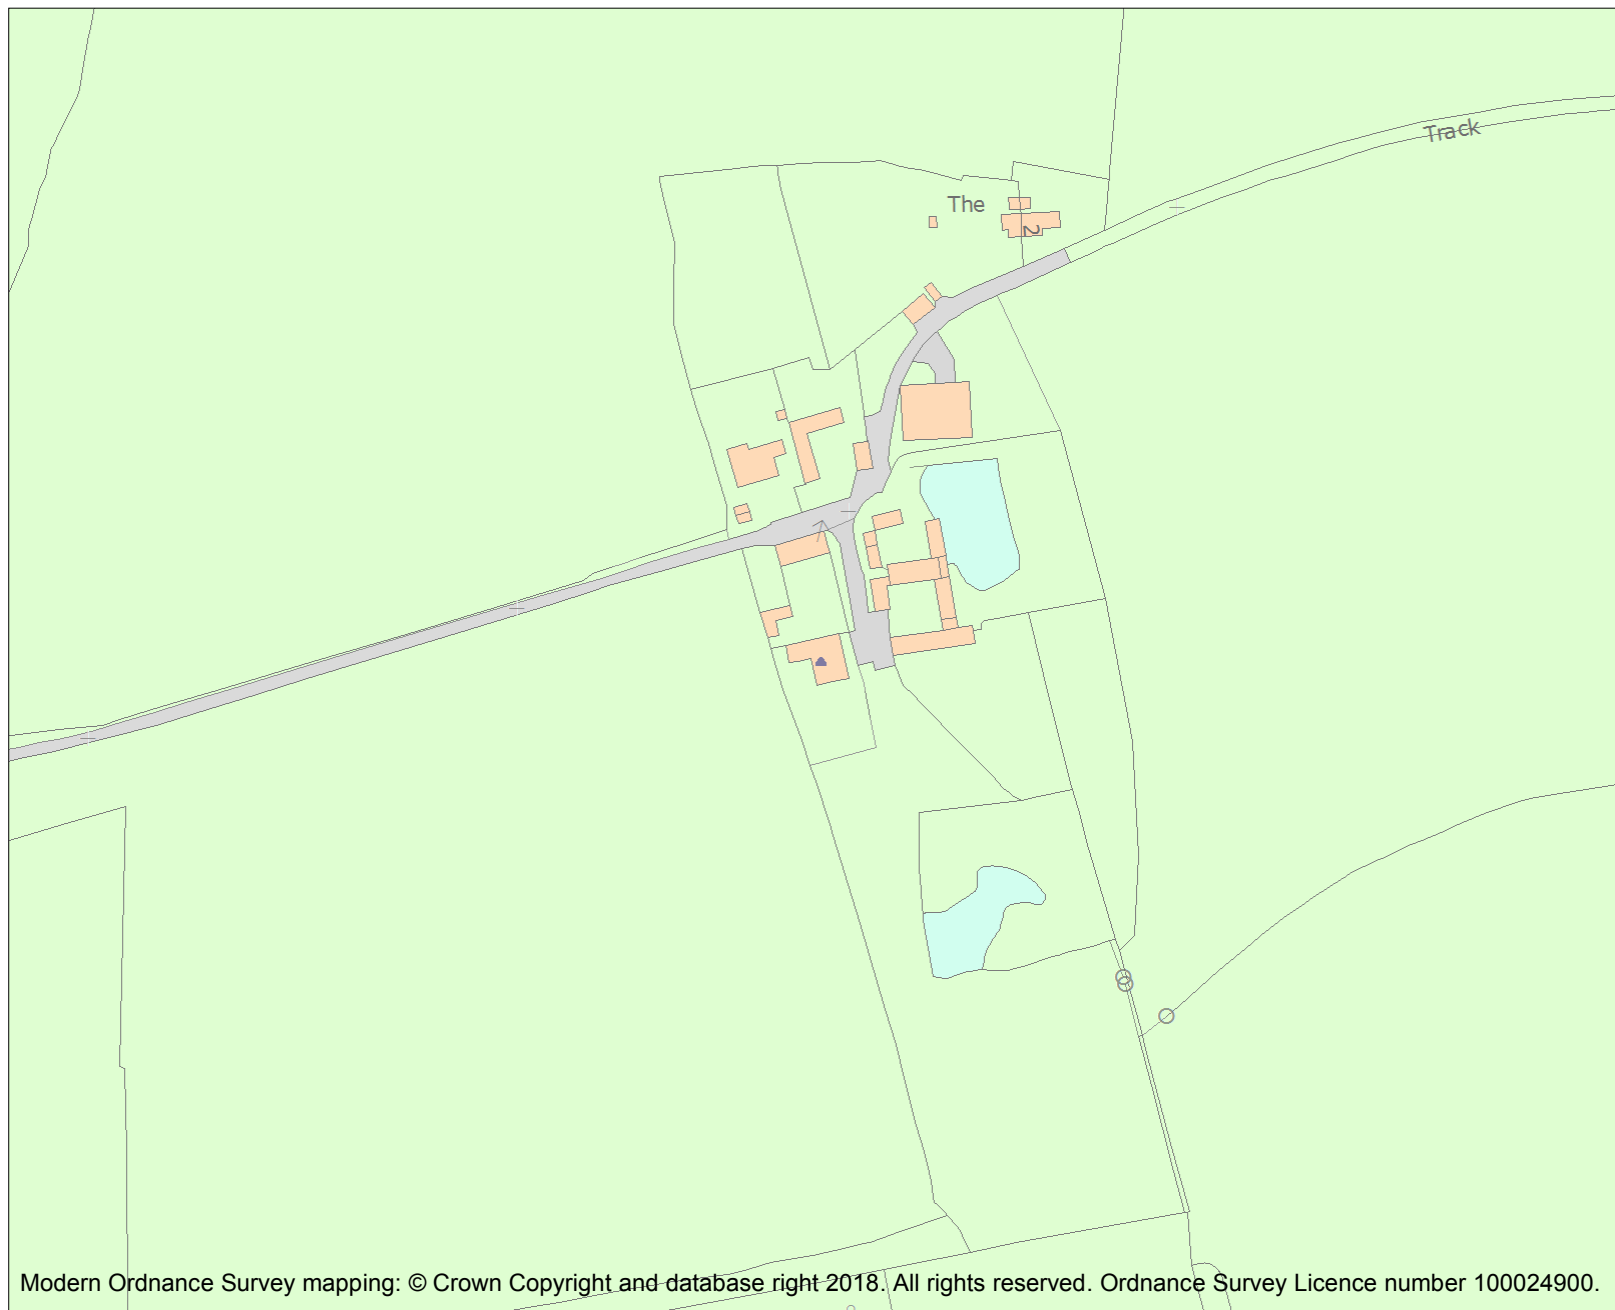 Track
The
2
Modern Ordnance Survey mapping: © Crown Copyright and database right 2018. All rights reserved. Ordnance Survey Licence number 100024900.